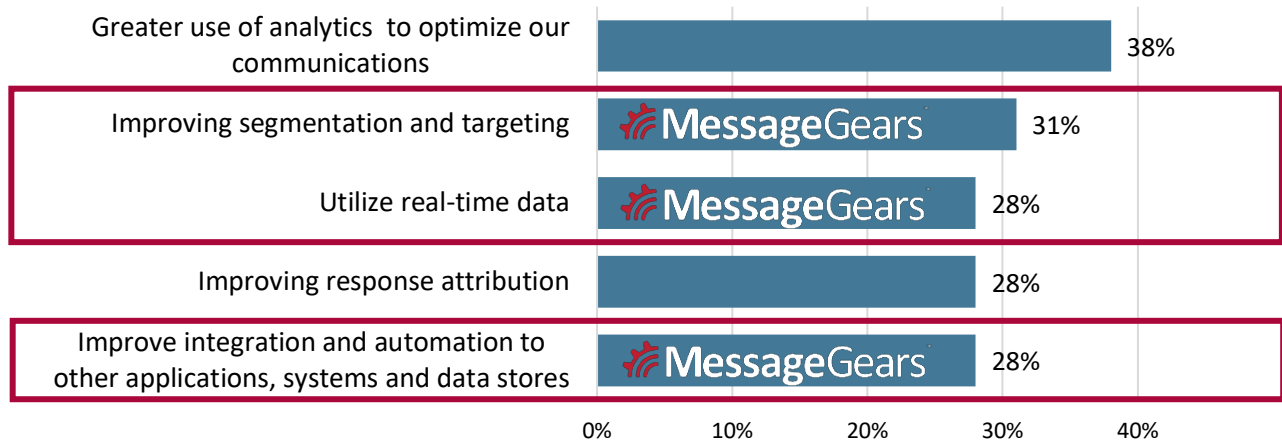 Greater use of analytics  to optimize our
communications
38%
Improving segmentation and targeting
MessageGears
31%
Utilize real-time data
MessageGears
28%
Improving response attribution
28%
Improve integration and automation to
other applications, systems and data stores
MessageGears
28%
0% 10% 20% 30% 40%